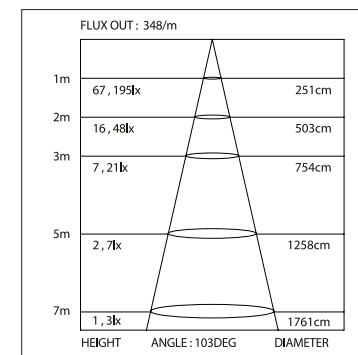 FLUX OUT : 348/m
1m
67 , 195lx 251cm
2m
16 , 48lx 503cm
3m
7 , 21lx 754cm
5m
2 , 7lx 1258cm
7m
1 , 3lx 1761cm
HEIGHT ANGLE : 103DEG DIAMETER